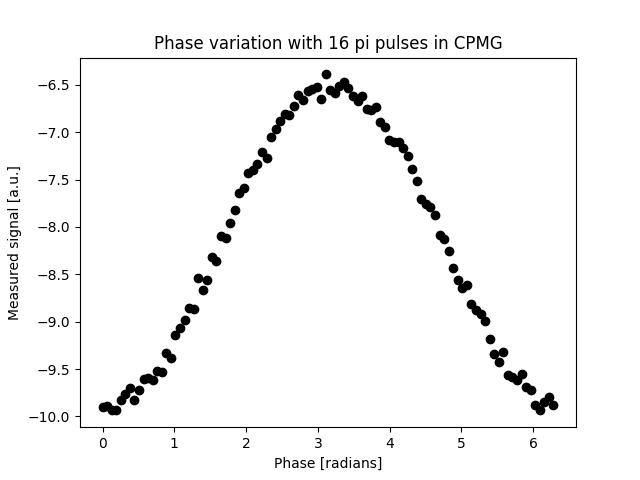 Phase variation with 16 pi pulses in CPMG
Measured signal [a.u.]
−6.5
−7.0
−7.5
−8.0
−8.5
−9.0
−9.5
−10.0
0 1 2 3 4 5 6
Phase [radians]